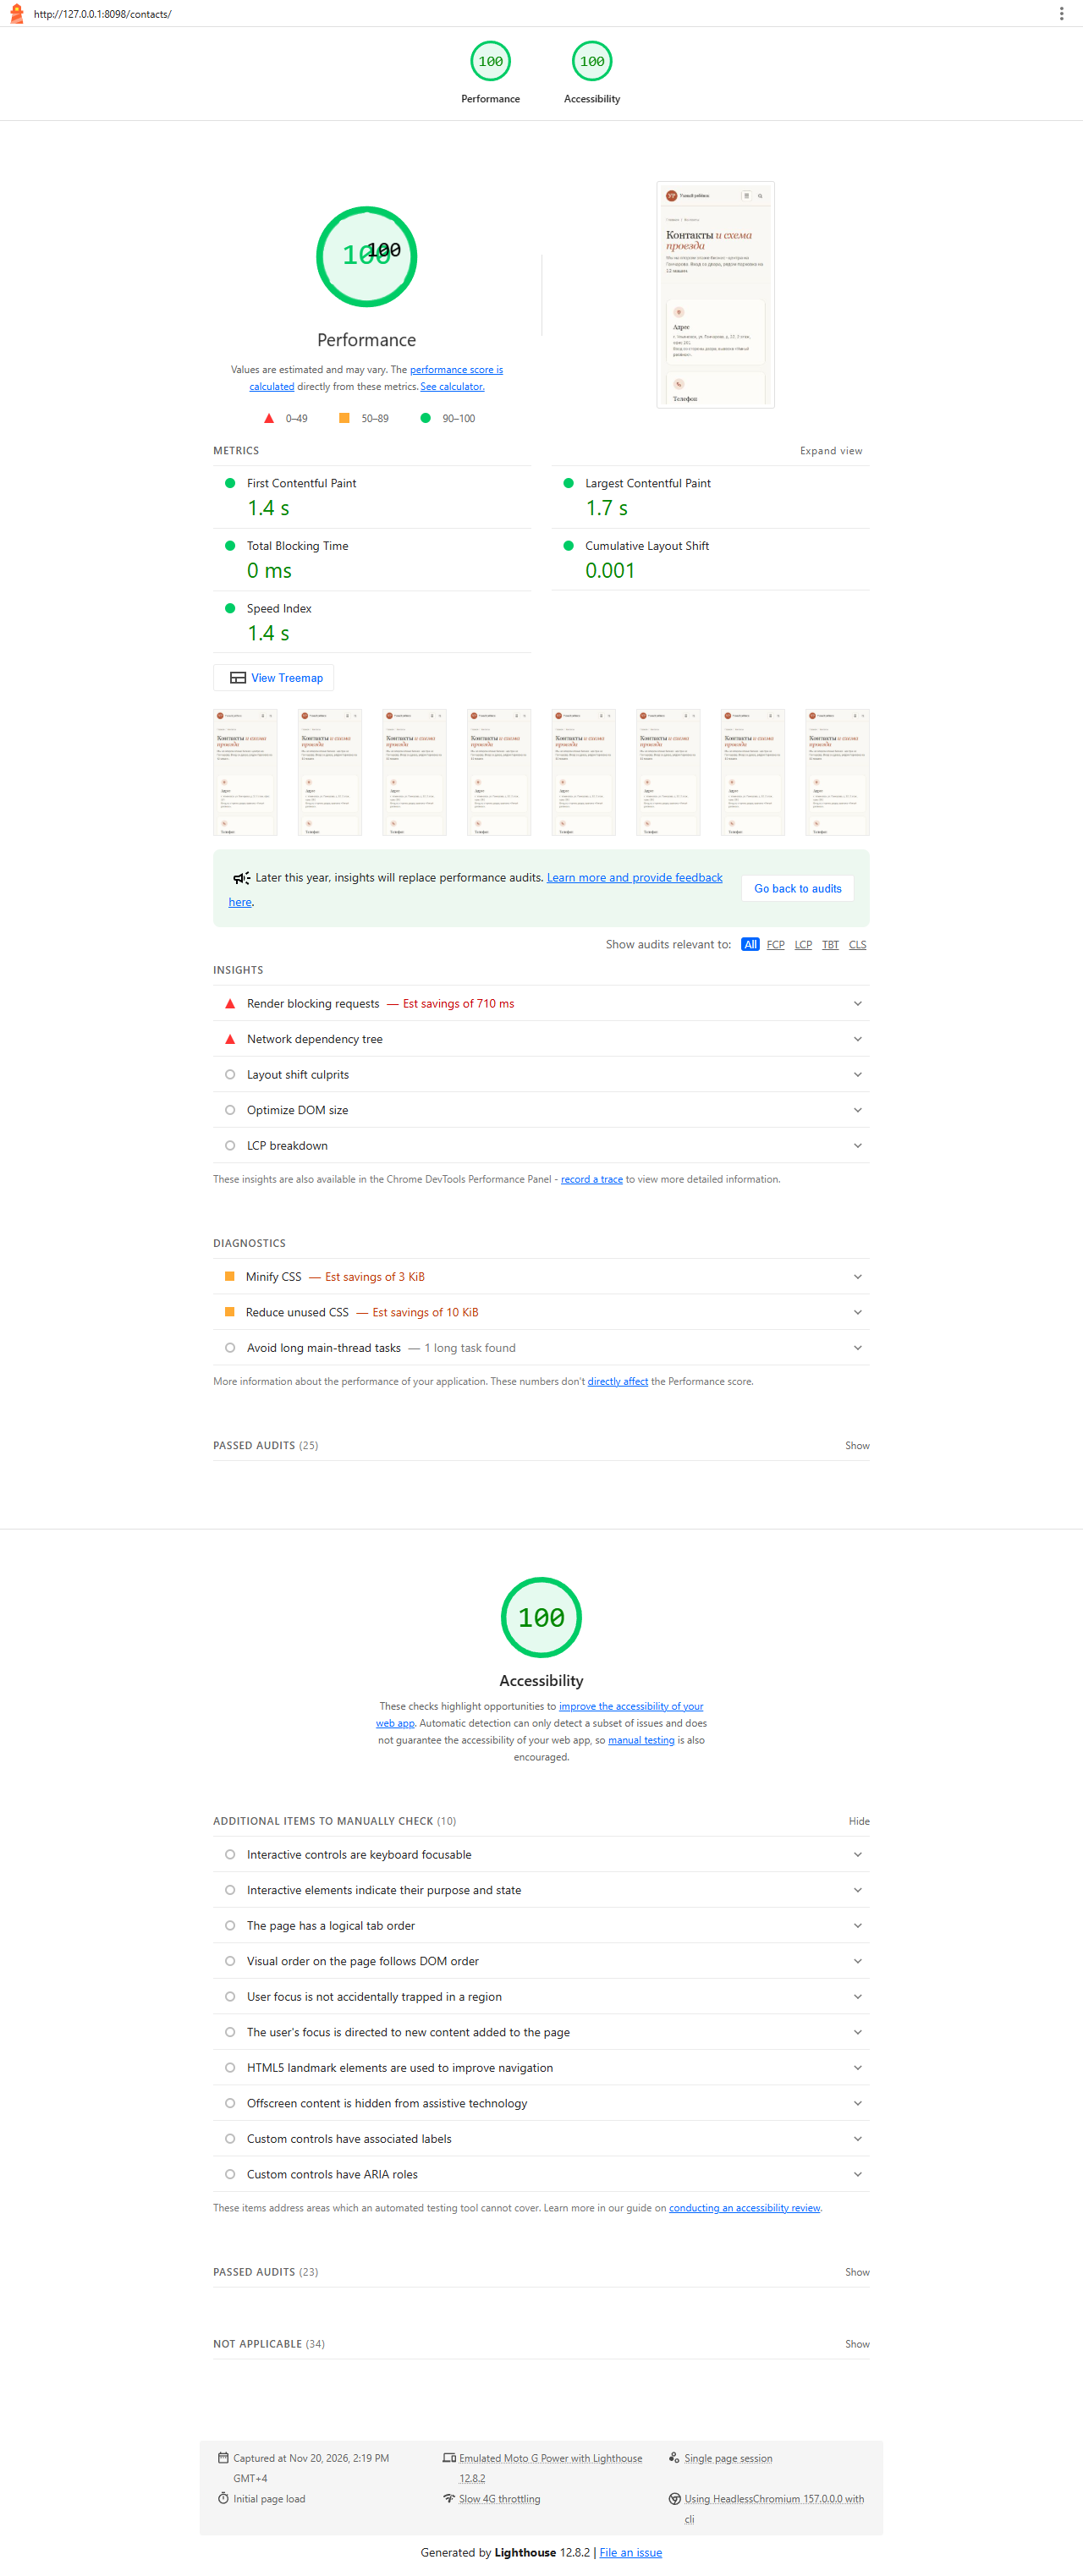 http://127.0.0.1:8098/contacts/
100
100
Performance
Accessibility
100
100
Performance
Values are estimated and may vary. The performance score is
calculated directly from these metrics. See calculator.
0–49
50–89
90–100
Умный ребёнок
Контакты и схема
проезда
Адрес
Телефон
METRICS
Expand view
First Contentful Paint
1.4 s
Largest Contentful Paint
1.7 s
Total Blocking Time
0 ms
Cumulative Layout Shift
0.001
Speed Index
1.4 s
View Treemap
Later this year, insights will replace performance audits. Learn more and provide feedback
here.
Go back to audits
Show audits relevant to: All FCP LCP TBT CLS
INSIGHTS
Render blocking requests — Est savings of 710 ms
Network dependency tree
Layout shift culprits
Optimize DOM size
LCP breakdown
These insights are also available in the Chrome DevTools Performance Panel - record a trace to view more detailed information.
DIAGNOSTICS
Minify CSS — Est savings of 3 KiB
Reduce unused CSS — Est savings of 10 KiB
Avoid long main-thread tasks — 1 long task found
More information about the performance of your application. These numbers don't directly affect the Performance score.
PASSED AUDITS (25)
Show
100
Accessibility
These checks highlight opportunities to improve the accessibility of your
web app. Automatic detection can only detect a subset of issues and does
not guarantee the accessibility of your web app, so manual testing is also
encouraged.
ADDITIONAL ITEMS TO MANUALLY CHECK (10)
Hide
Interactive controls are keyboard focusable
Interactive elements indicate their purpose and state
The page has a logical tab order
Visual order on the page follows DOM order
User focus is not accidentally trapped in a region
The user's focus is directed to new content added to the page
HTML5 landmark elements are used to improve navigation
Offscreen content is hidden from assistive technology
Custom controls have associated labels
Custom controls have ARIA roles
These items address areas which an automated testing tool cannot cover. Learn more in our guide on conducting an accessibility review.
PASSED AUDITS (23)
Show
NOT APPLICABLE (34)
Show
Captured at Nov 20, 2026, 2:19 PM
GMT+4
Emulated Moto G Power with Lighthouse
12.8.2
Single page session
Initial page load
Slow 4G throttling
Using HeadlessChromium 157.0.0.0 with
cli
Generated by Lighthouse 12.8.2 | File an issue